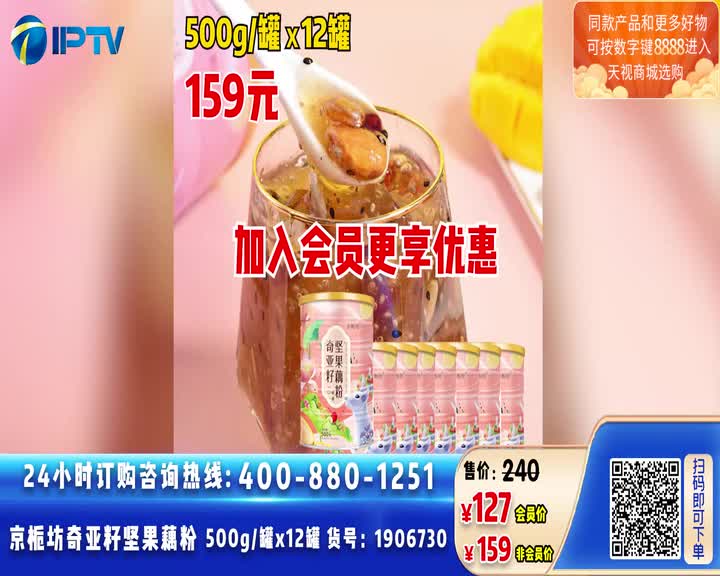 IPTV
500g/罐 x12罐
159元
同款产品和更多好物
可按数字键8888进入
天视商城选购
加入会员更享优惠
坚果藕粉
奇亚籽
24小时订购咨询热线: 400-880-1251
京栀坊奇亚籽坚果藕粉 500g/罐x12罐 货号: 1906730
售价: 240
¥127 会员价
¥159 非会员价
扫码即可下单